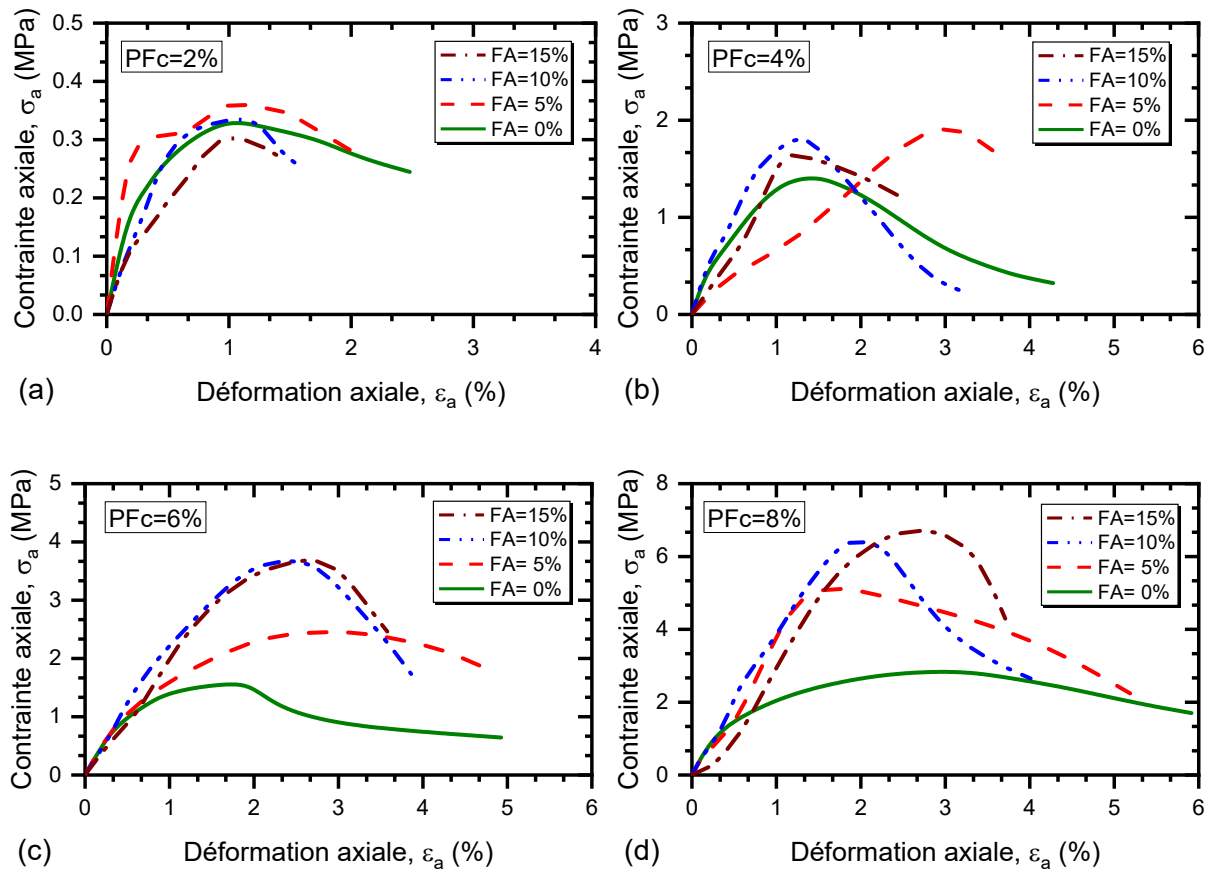 0.5
0.4
0.3
0.2
0.1
0.0
Contrainte axiale, σa (MPa)
PFc=2%
FA=15%
FA=10%
FA= 5%
FA= 0%
0 1 2 3 4
(a) Déformation axiale, εa (%)
3
2
1
0
Contrainte axiale, σa (MPa)
PFc=4%
FA=15%
FA=10%
FA= 5%
FA= 0%
0 1 2 3 4 5 6
(b) Déformation axiale, εa (%)
5
4
3
2
1
0
Contrainte axiale, σa (MPa)
PFc=6%
FA=15%
FA=10%
FA= 5%
FA= 0%
0 1 2 3 4 5 6
(c) Déformation axiale, εa (%)
8
6
4
2
0
Contrainte axiale, σa (MPa)
PFc=8%
FA=15%
FA=10%
FA= 5%
FA= 0%
0 1 2 3 4 5 6
(d) Déformation axiale, εa (%)